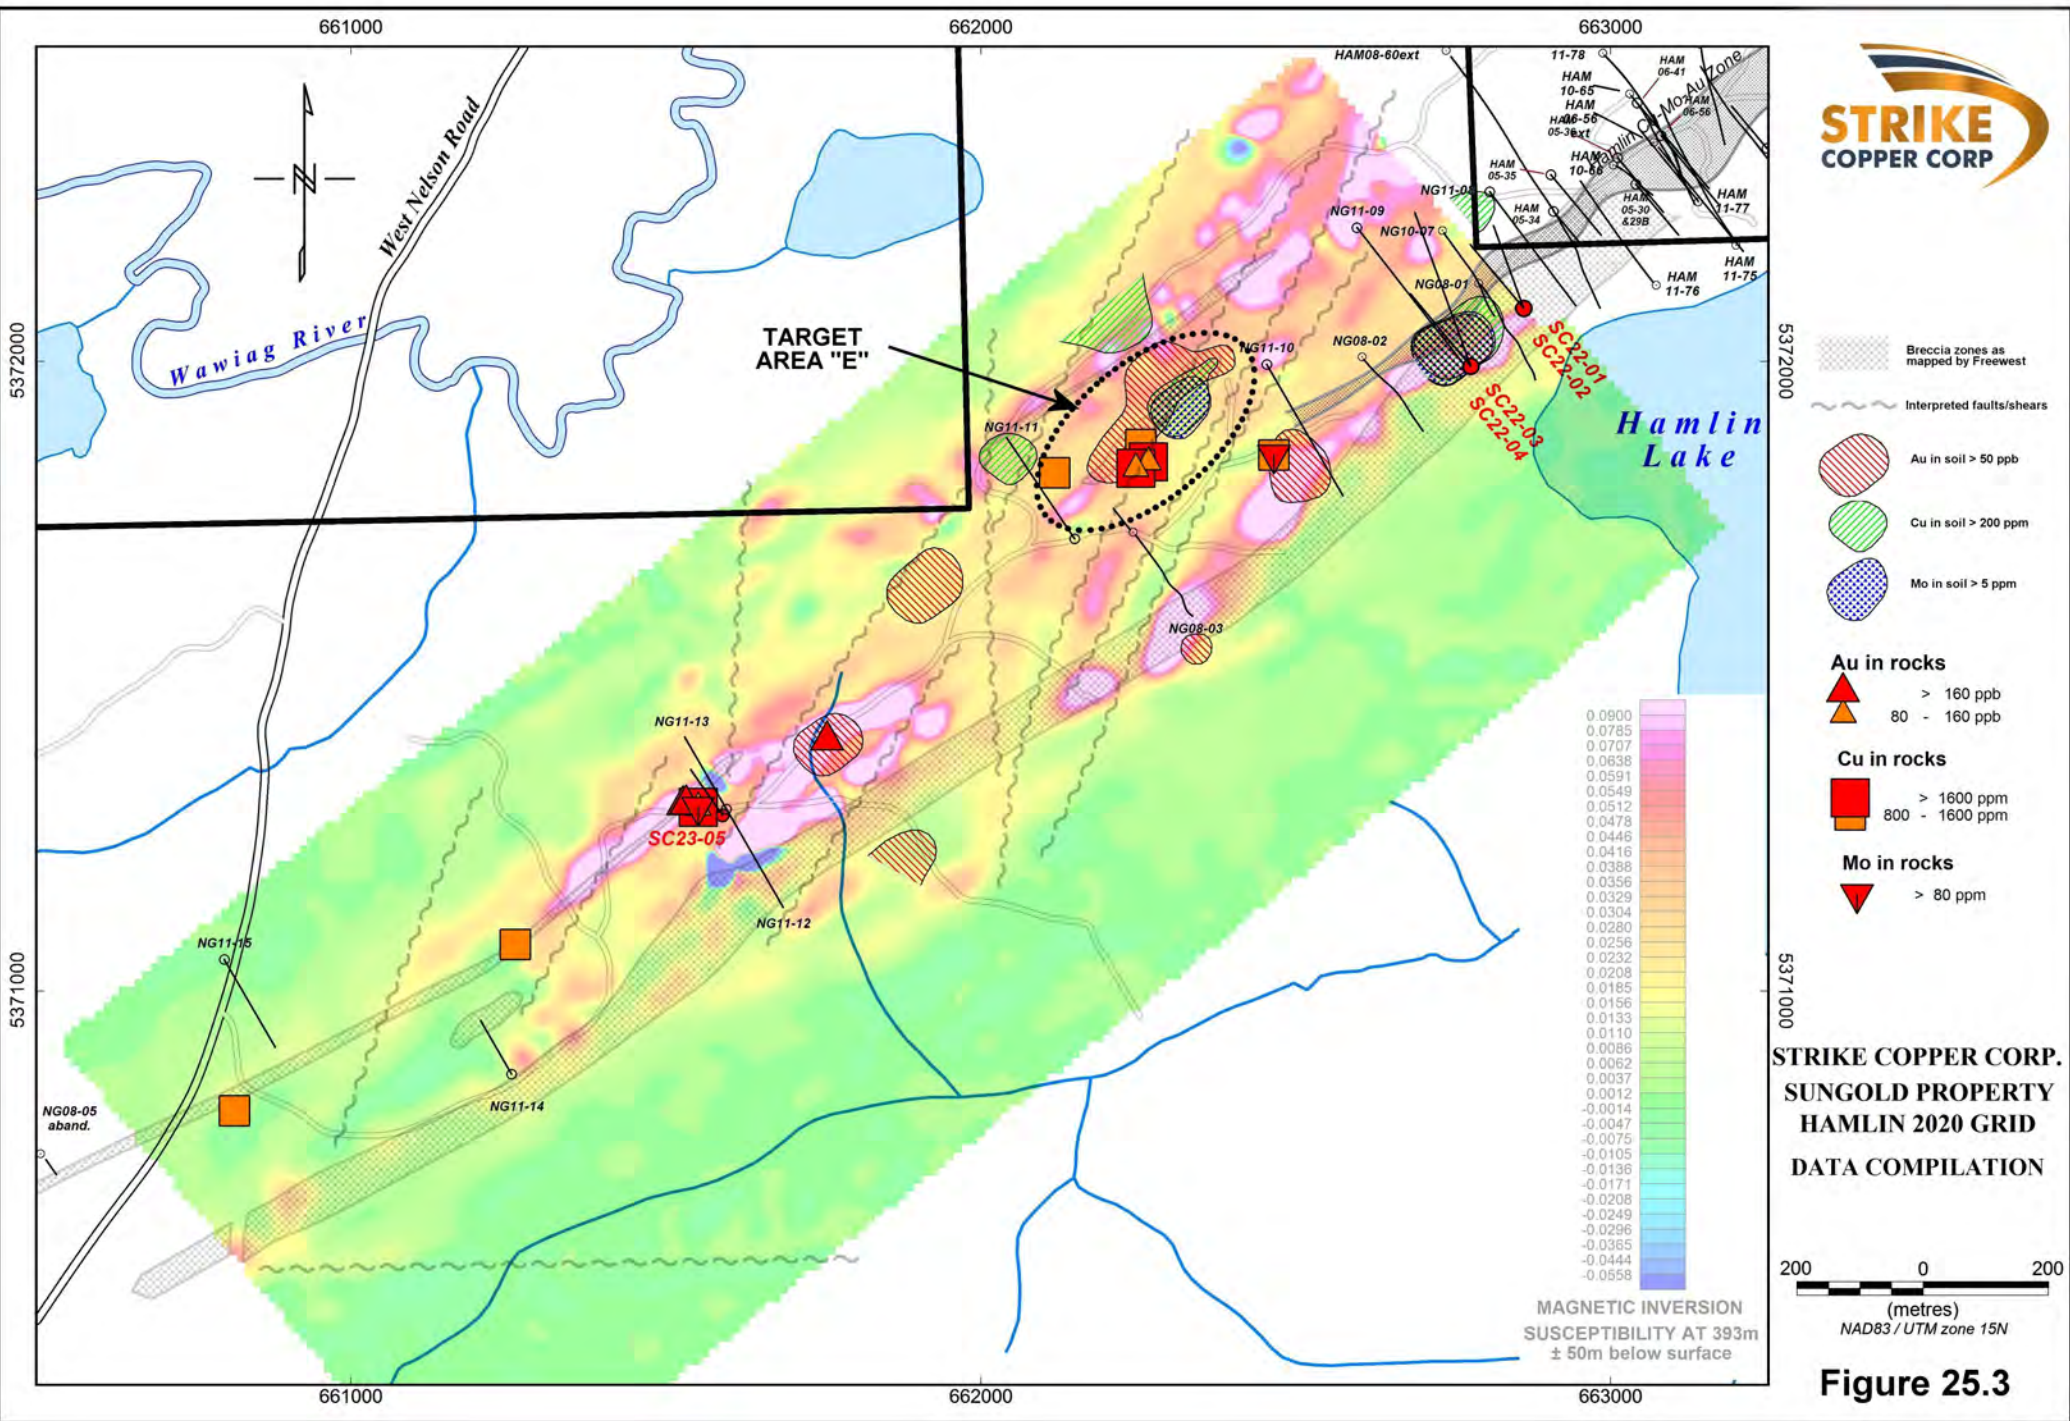 661000
662000
663000
HAM08-60ext
11-78
HAM
06-41
HAM
10-65
HAM
06-56
ext
HAM
06-56
Hamlin Cu-Mo-Au Zone
HAM
10-66
HAM
05-35
HAM
05-34
HAM
05-30
&29B
HAM
11-77
HAM
11-75
HAM
11-76
NG11-09
NG10-07
NG08-01
NG08-02
NG11-10
NG11-11
TARGET
AREA "E"
West Nelson Road
Wawiag River
5372000
5372000
SC22-01
SC22-02
SC22-03
SC22-04
Hamlin
Lake
NG08-03
NG11-13
SC23-05
NG11-12
NG11-15
NG11-14
NG08-05
aband.
5371000
5371000
661000
662000
663000
0.0900
0.0785
0.0707
0.0638
0.0591
0.0549
0.0512
0.0478
0.0446
0.0416
0.0388
0.0356
0.0329
0.0304
0.0280
0.0256
0.0232
0.0208
0.0185
0.0156
0.0133
0.0110
0.0086
0.0062
0.0037
0.0012
-0.0014
-0.0047
-0.0075
-0.0105
-0.0136
-0.0171
-0.0208
-0.0249
-0.0296
-0.0365
-0.0444
-0.0558
MAGNETIC INVERSION
SUSCEPTIBILITY AT 393m
± 50m below surface
STRIKE
COPPER CORP
Breccia zones as
mapped by Freewest
Interpreted faults/shears
Au in soil > 50 ppb
Cu in soil > 200 ppm
Mo in soil > 5 ppm
Au in rocks
> 160 ppb
80 - 160 ppb
Cu in rocks
> 1600 ppm
800 - 1600 ppm
Mo in rocks
> 80 ppm
STRIKE COPPER CORP.
SUNGOLD PROPERTY
HAMLIN 2020 GRID
DATA COMPILATION
200 0 200
(metres)
NAD83 / UTM zone 15N
Figure 25.3